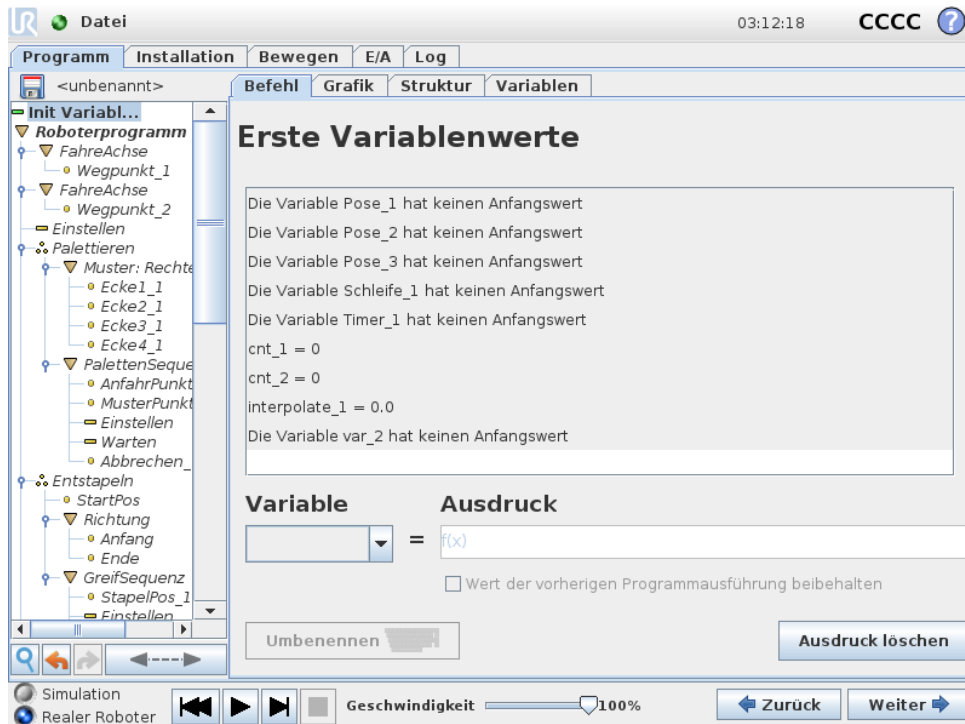 UR Datei 03:12:18 CCCC ?
Programm Installation Bewegen E/A Log
<unbenannt> Befehl Grafik Struktur Variablen
Init Variabl...
Roboterprogramm
FahreAchse
Wegpunkt_1
FahreAchse
Wegpunkt_2
Einstellen
Palettieren
Muster: Rechte
Ecke1_1
Ecke2_1
Ecke3_1
Ecke4_1
PalettenSeque
AnfahrPunkt
MusterPunkt
Einstellen
Warten
Abbrechen_
Entstapeln
StartPos
Richtung
Anfang
Ende
GreifSequenz
StapelPos_1
Einstellen
Erste Variablenwerte
Die Variable Pose_1 hat keinen Anfangswert
Die Variable Pose_2 hat keinen Anfangswert
Die Variable Pose_3 hat keinen Anfangswert
Die Variable Schleife_1 hat keinen Anfangswert
Die Variable Timer_1 hat keinen Anfangswert
cnt_1 = 0
cnt_2 = 0
interpolate_1 = 0.0
Die Variable var_2 hat keinen Anfangswert
Variable Ausdruck
= f(x)
Wert der vorherigen Programmausführung beibehalten
Umbenennen Ausdruck löschen
Simulation
Realer Roboter
Geschwindigkeit 100% Zurück Weiter